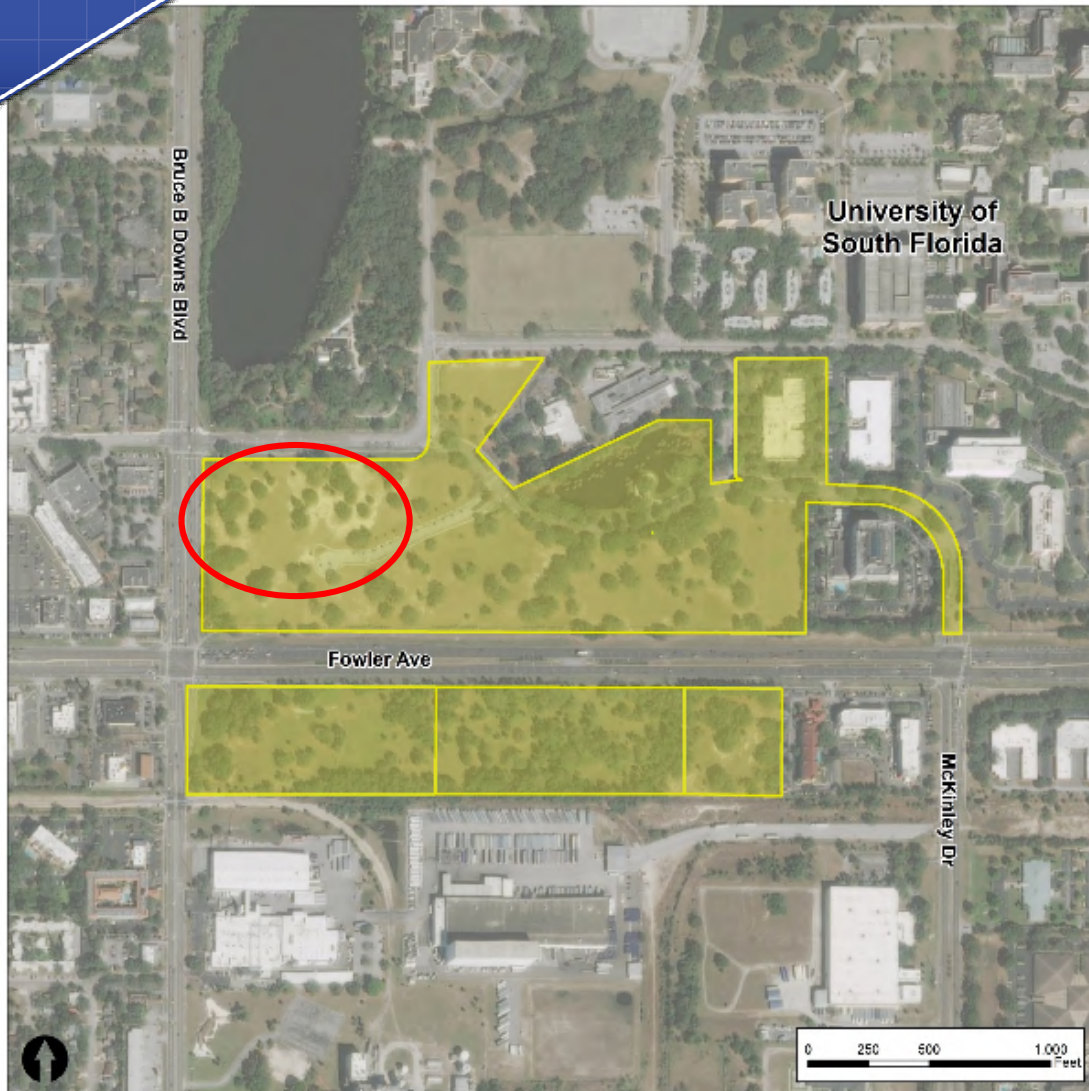 Bruce B Downs Blvd
University of
South Florida
Fowler Ave
McKinley Dr
0 250 500 1,000
Feet